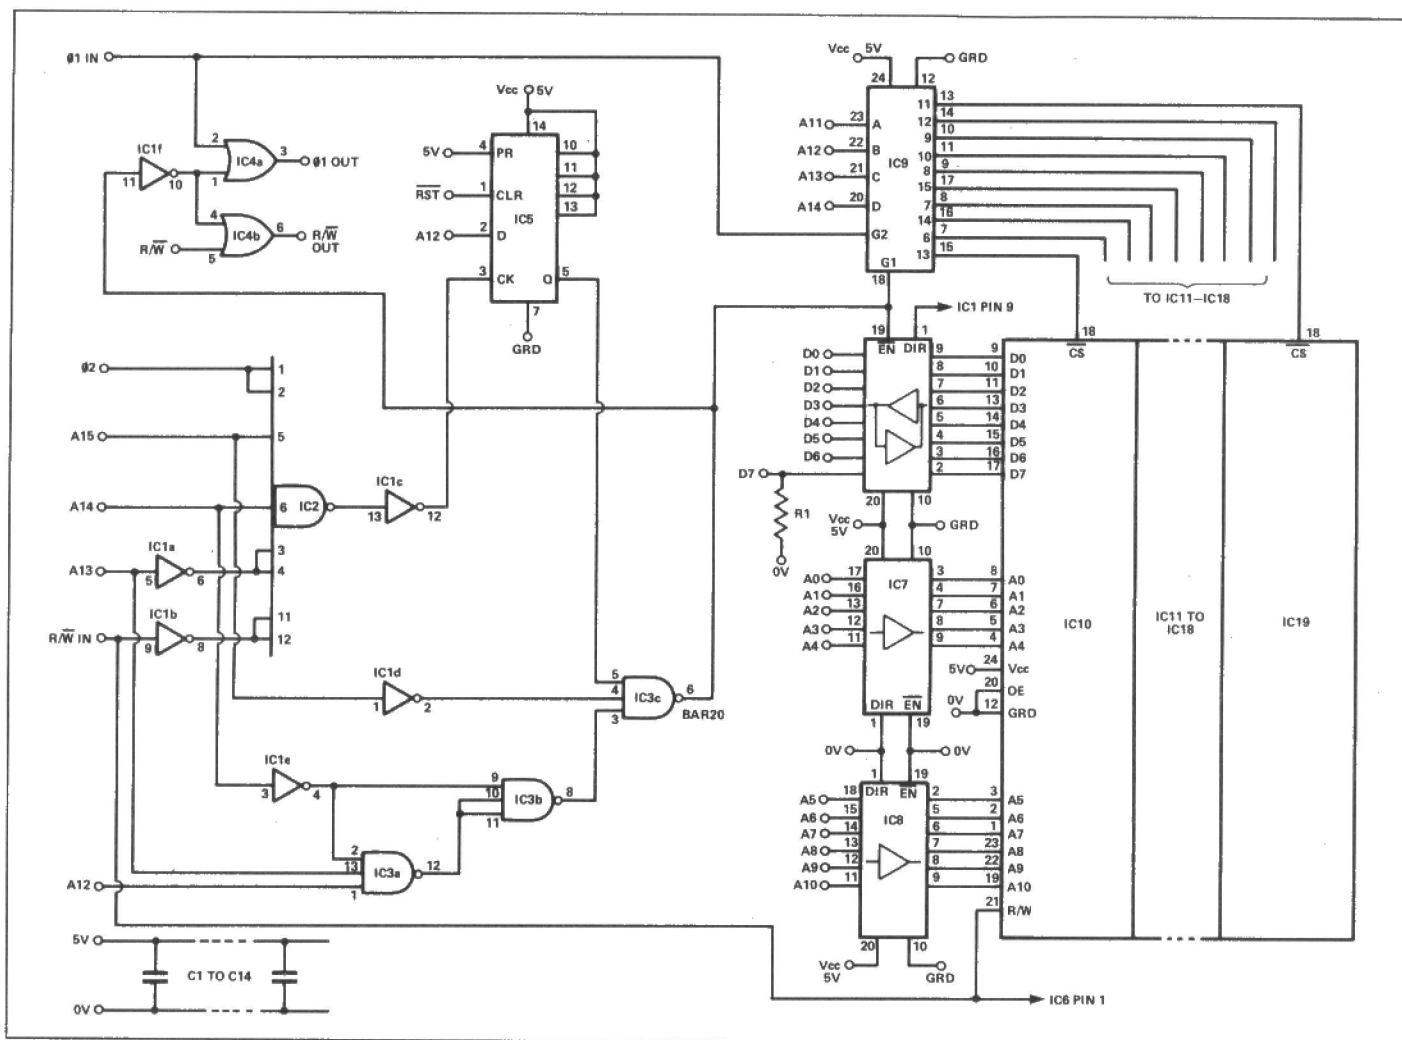 ø1 IN
IC1f
11
10
2
1
IC4a
3
ø1 OUT
4
5
IC4b
6
R/W̅
R/W̅
OUT
Vcc 5V
14
5V 4 PR
R̅S̅T̅ 1 CLR
IC5
A12 2 D
3 CK
Q 5
10
11
12
13
7
GRD
Vcc 5V
24
12 GRD
A11 23 A
A12 22 B
IC9
A13 21 C
A14 20 D
G2
G1
18
11 13
12 14
9 10
10 11
8 9
15 17
7 8
14 16
6 7
13 15
TO IC11–IC18
IC1 PIN 9
19
1
E̅N̅ DIR
D0
D1
D2
D3
D4
D5
D6
D7
R1
0V
9 9 D0
8 10 D1
7 11 D2
6 13 D3
5 14 D4
4 15 D5
3 16 D6
2 17 D7
20
10
Vcc
5V
GRD
20
10
18
C̅S̅
18
C̅S̅
ø2
A15
A14
A13
R/W̅ IN
1
2
5
6
3
4
11
12
IC2
IC1a
5
6
IC1b
9
8
IC1c
13
12
IC1d
1
2
IC1e
3
4
5
4
3
IC3c
6
BAR20
9
10
11
IC3b
8
2
13
1
IC3a
12
A12
IC7
A0 17
A1 16
A2 13
A3 12
A4 11
3 8 A0
4 7 A1
7 6 A2
8 5 A3
9 4 A4
DIR E̅N̅
1
19
0V
0V
5V 24 Vcc
20 OE
0V 12 GRD
IC10
IC11 TO
IC18
IC19
1
19
DIR E̅N̅
IC8
A5 18
A6 15
A7 14
A8 13
A9 12
A10 11
2 3 A5
5 2 A6
6 1 A7
7 23 A8
8 22 A9
9 19 A10
21 R/W
20
10
Vcc
5V
GRD
IC6 PIN 1
5V
C1 TO C14
0V